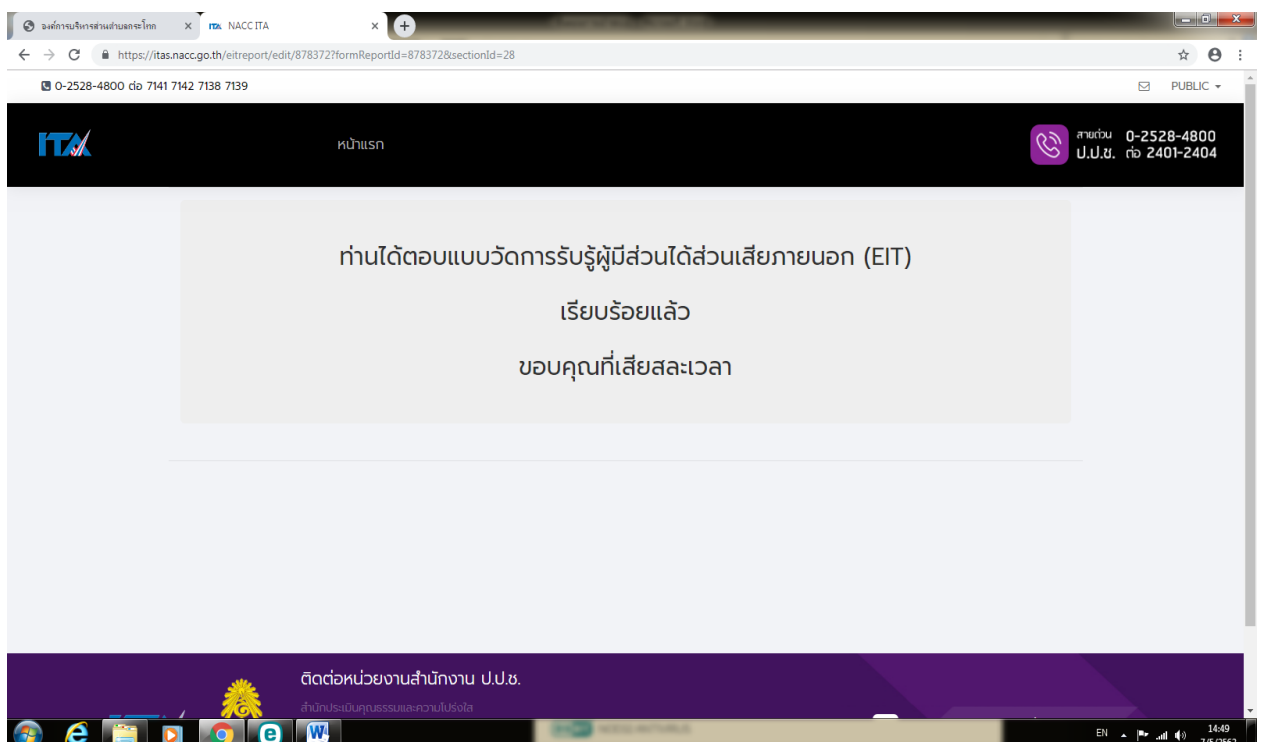 องค์การบริหารส่วนตำบลกระโทก
NACC ITA
https://itas.nacc.go.th/eitreport/edit/878372?formReportId=878372&sectionId=28
0-2528-4800 ต่อ 7141 7142 7138 7139
PUBLIC
ITA
หน้าแรก
สายด่วน 0-2528-4800
ป.ป.ช. ต่อ 2401-2404
ท่านได้ตอบแบบวัดการรับรู้ผู้มีส่วนได้ส่วนเสียภายนอก (EIT)
เรียบร้อยแล้ว
ขอบคุณที่เสียสละเวลา
ติดต่อหน่วยงานสำนักงาน ป.ป.ช.
สำนักประเมินคุณธรรมและความโปร่งใส
EN
14:49
7/5/2562